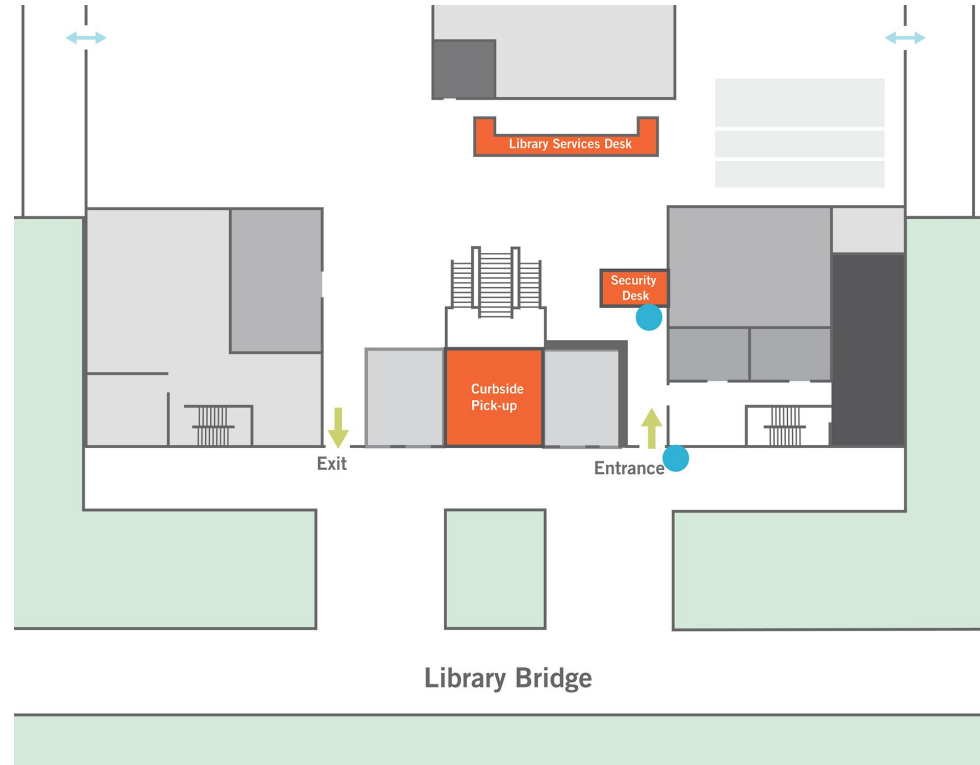 Library Services Desk
Security
Desk
Curbside
Pick-up
Exit
Entrance
Library Bridge